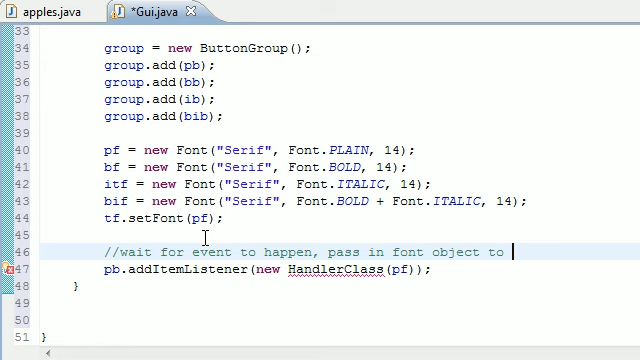 apples.java
*Gui.java
33
34 group = new ButtonGroup();
35 group.add(pb);
36 group.add(bb);
37 group.add(ib);
38 group.add(bib);
39
40 pf = new Font("Serif", Font.PLAIN, 14);
41 bf = new Font("Serif", Font.BOLD, 14);
42 itf = new Font("Serif", Font.ITALIC, 14);
43 bif = new Font("Serif", Font.BOLD + Font.ITALIC, 14);
44 tf.setFont(pf);
45
46 //wait for event to happen, pass in font object to
47 pb.addItemListener(new HandlerClass(pf));
48 }
49
50
51 }